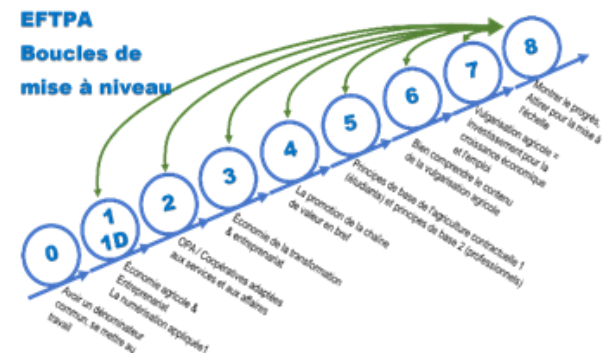 EFTPA
Boucles de
mise à niveau
0
1
1D
2
3
4
5
6
7
8
Avoir un dénominateur
commun, se mettre au
travail
Économie agricole &
Entreprenariat
La numérisation appliquée !
OPA / Coopératives adaptées
aux services et aux affaires
Économie de la transformation
& entreprenariat
La promotion de la chaîne
de valeur en bref
Principes de base de l'agriculture contractuelle 1
(étudiants) et principes de base 2 (professionnels)
Bien comprendre le contenu
de la vulgarisation agricole
Vulgarisation agricole =
investissement pour la
croissance économique
et l'emploi
Montrer le progrès,
Attirer pour la mise à
l'échelle